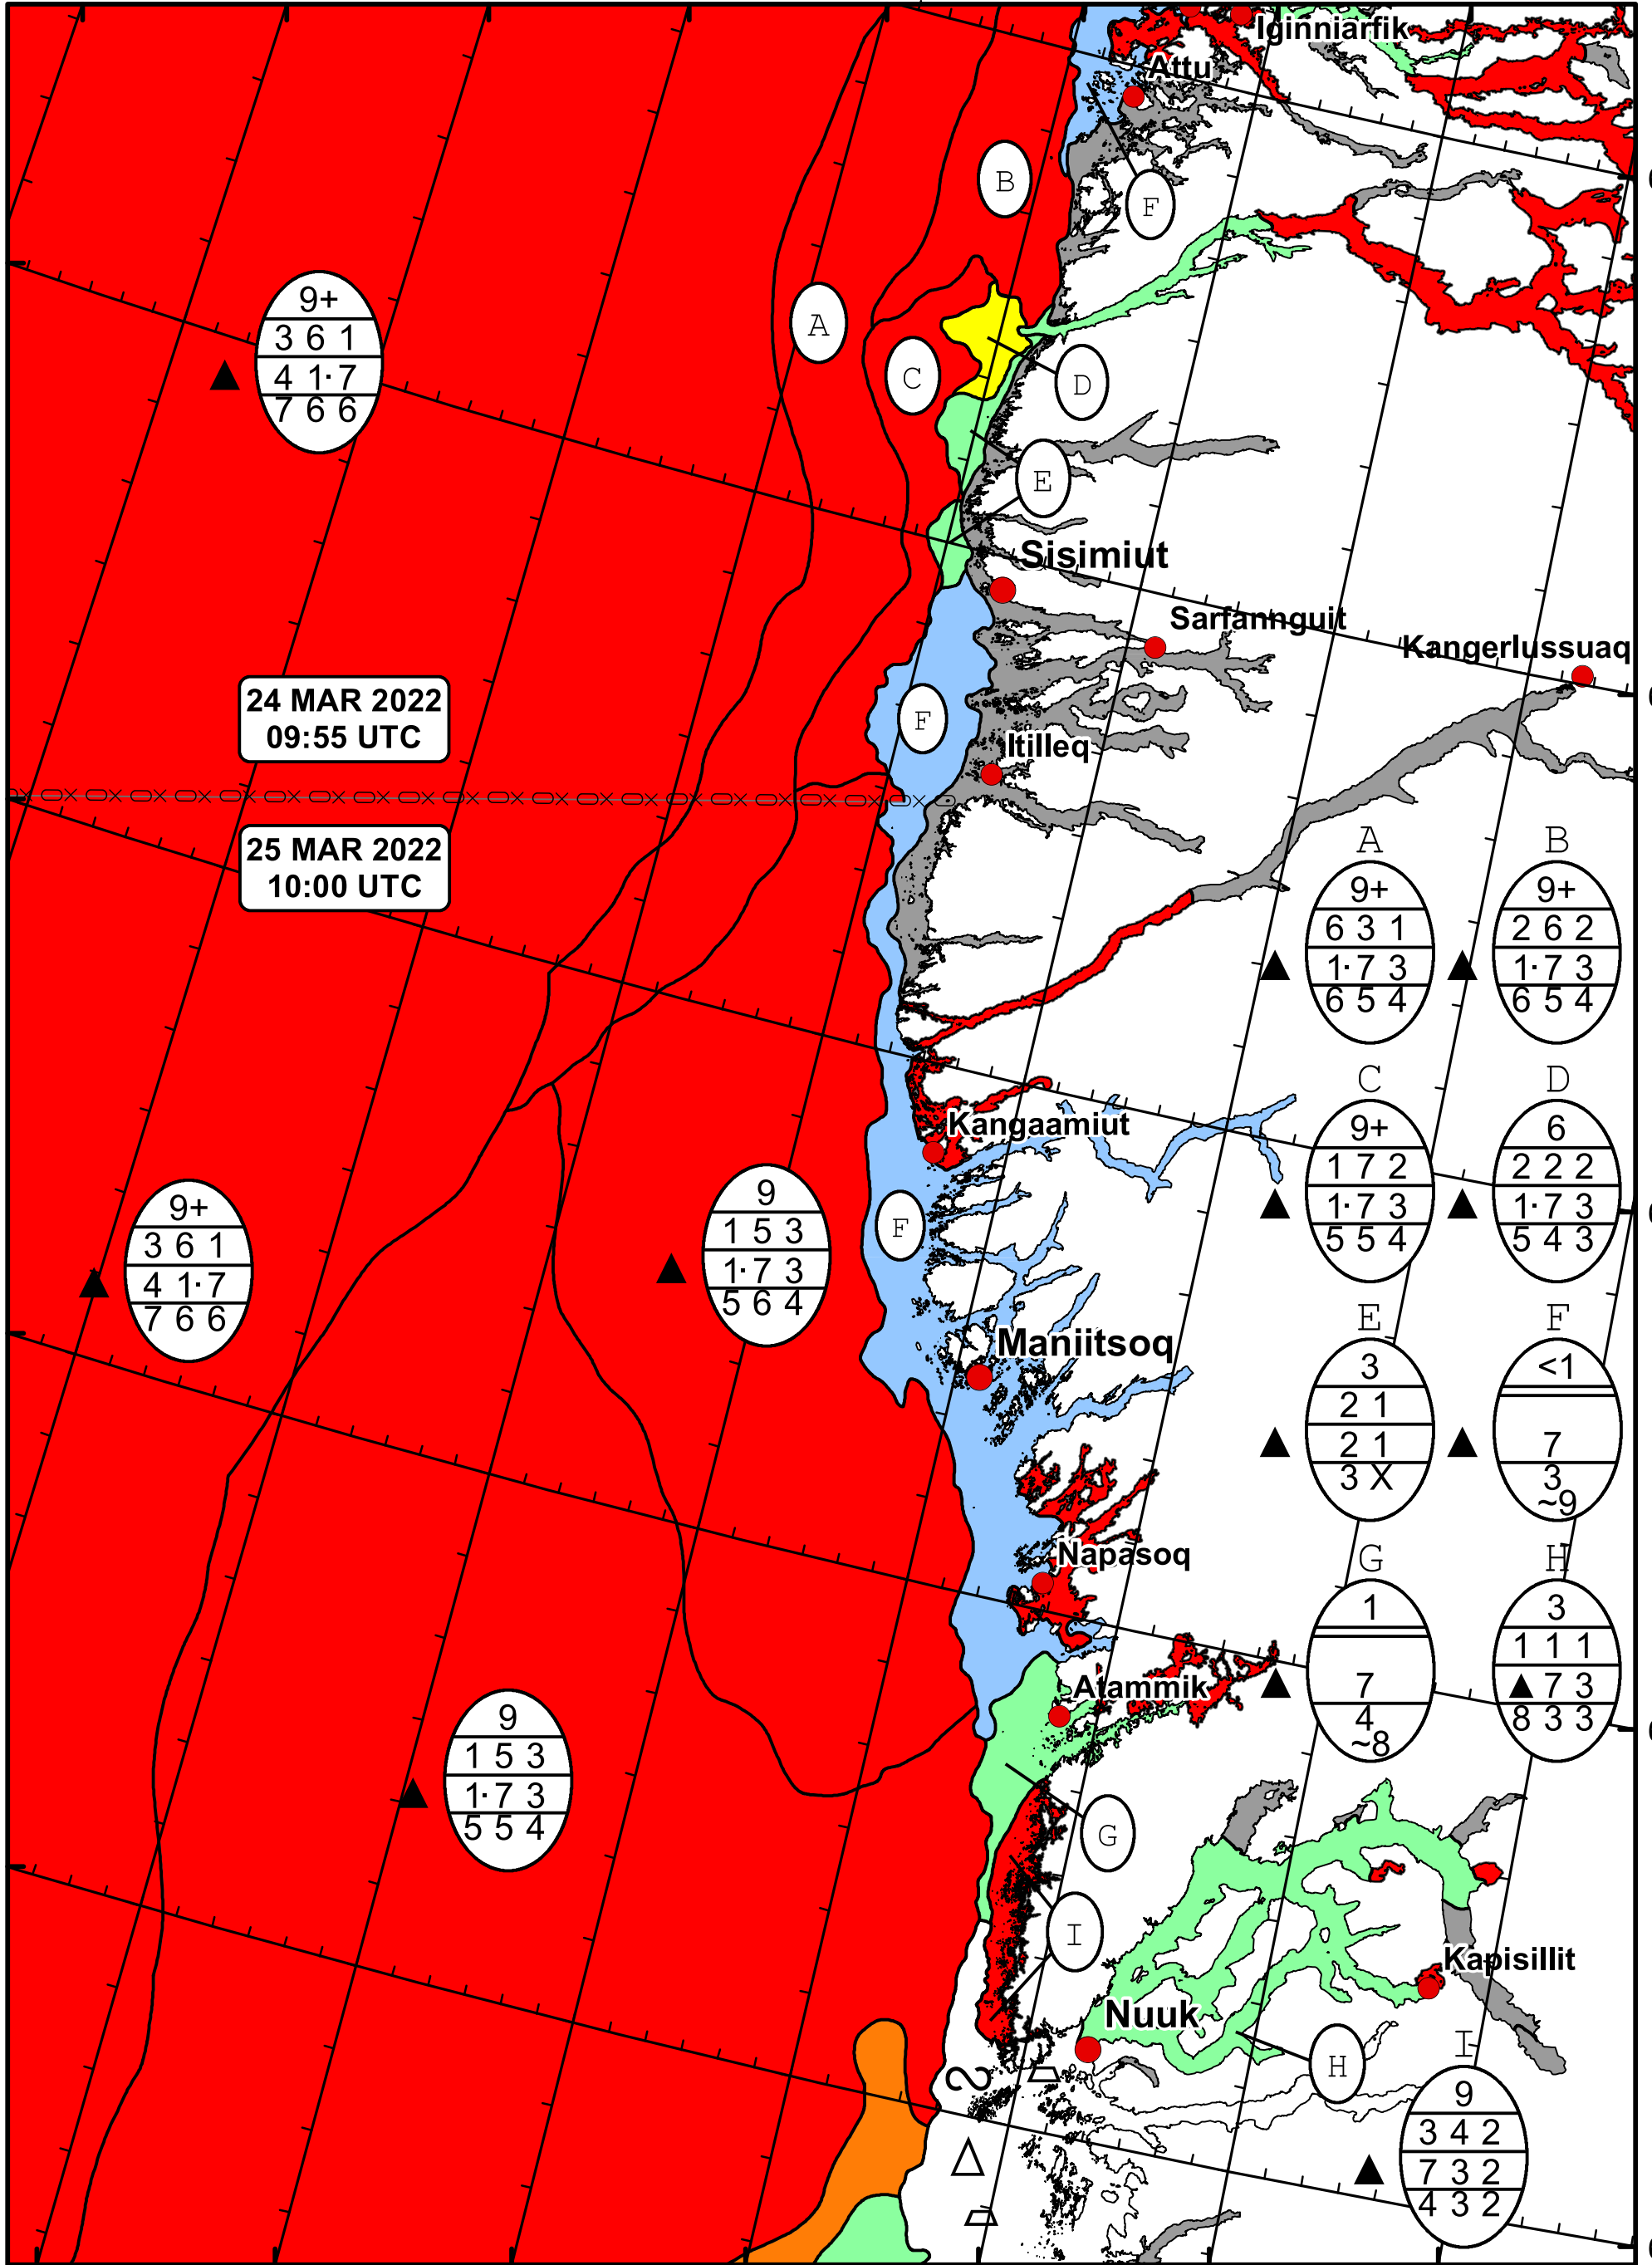 Iginniarfik
Attu
B
F
9+
3 6 1
4 1· 7
7 6 6
A
C
D
E
Sisimiut
Sarfannguit
Kangerlussuaq
24 MAR 2022
09:55 UTC
F
Itilleq
25 MAR 2022
10:00 UTC
A
9+
6 3 1
1· 7 3
6 5 4
B
9+
2 6 2
1· 7 3
6 5 4
Kangaamiut
C
9+
1 7 2
1· 7 3
5 5 4
D
6
2 2 2
1· 7 3
5 4 3
9+
3 6 1
4 1· 7
7 6 6
9
1 5 3
1· 7 3
5 6 4
F
Maniitsoq
E
3
2 1
2 1
3 X
F
<1
7
3
~9
Napasoq
G
1
7
4
~8
H
3
1 1 1
▲ 7 3
8 3 3
Atammik
9
1 5 3
1· 7 3
5 5 4
G
I
Kapisillit
Nuuk
H
I
9
3 4 2
7 3 2
4 3 2